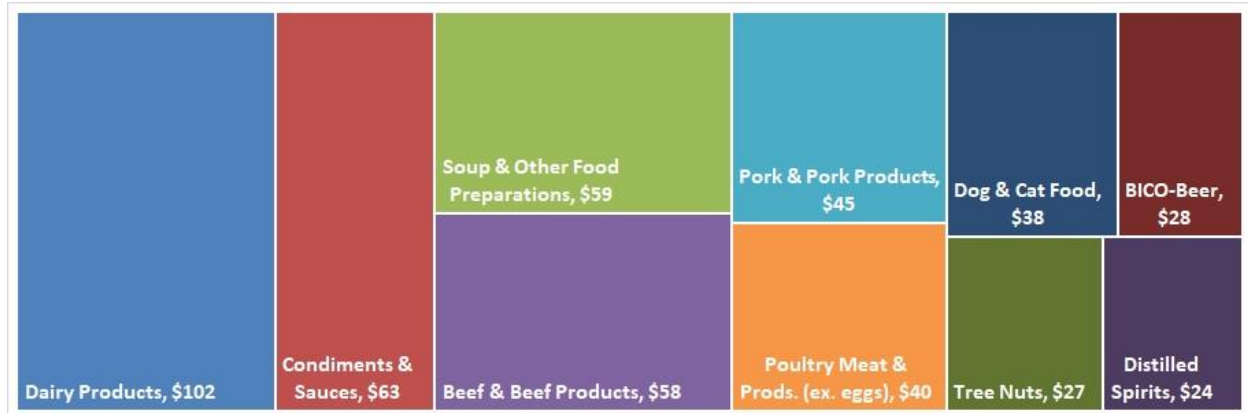 Dairy Products, $102
Condiments &
Sauces, $63
Soup & Other Food
Preparations, $59
Beef & Beef Products, $58
Pork & Pork Products,
$45
Poultry Meat &
Prods. (ex. eggs), $40
Dog & Cat Food,
$38
BICO-Beer,
$28
Tree Nuts, $27
Distilled
Spirits, $24